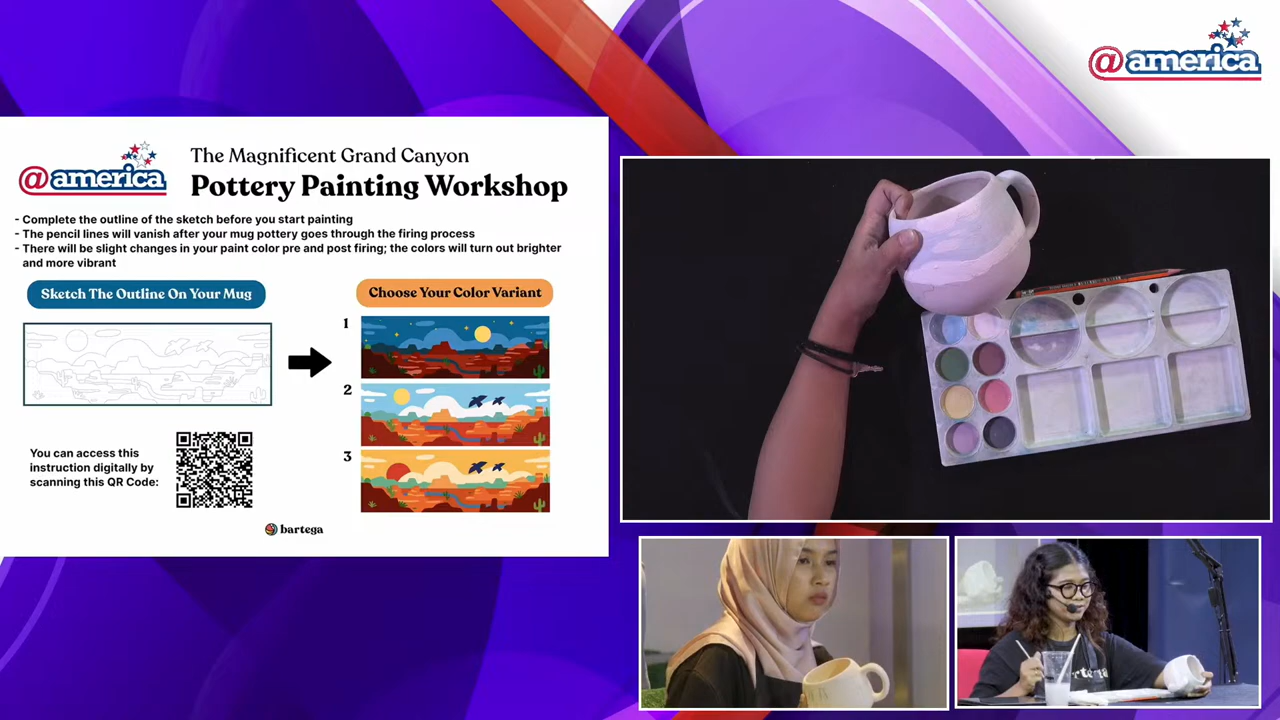 @america
@america
The Magnificent Grand Canyon
Pottery Painting Workshop
- Complete the outline of the sketch before you start painting
- The pencil lines will vanish after your mug pottery goes through the firing process
- There will be slight changes in your paint color pre and post firing; the colors will turn out brighter
and more vibrant
Sketch The Outline On Your Mug
Choose Your Color Variant
1
2
3
You can access this
instruction digitally by
scanning this QR Code:
bartega